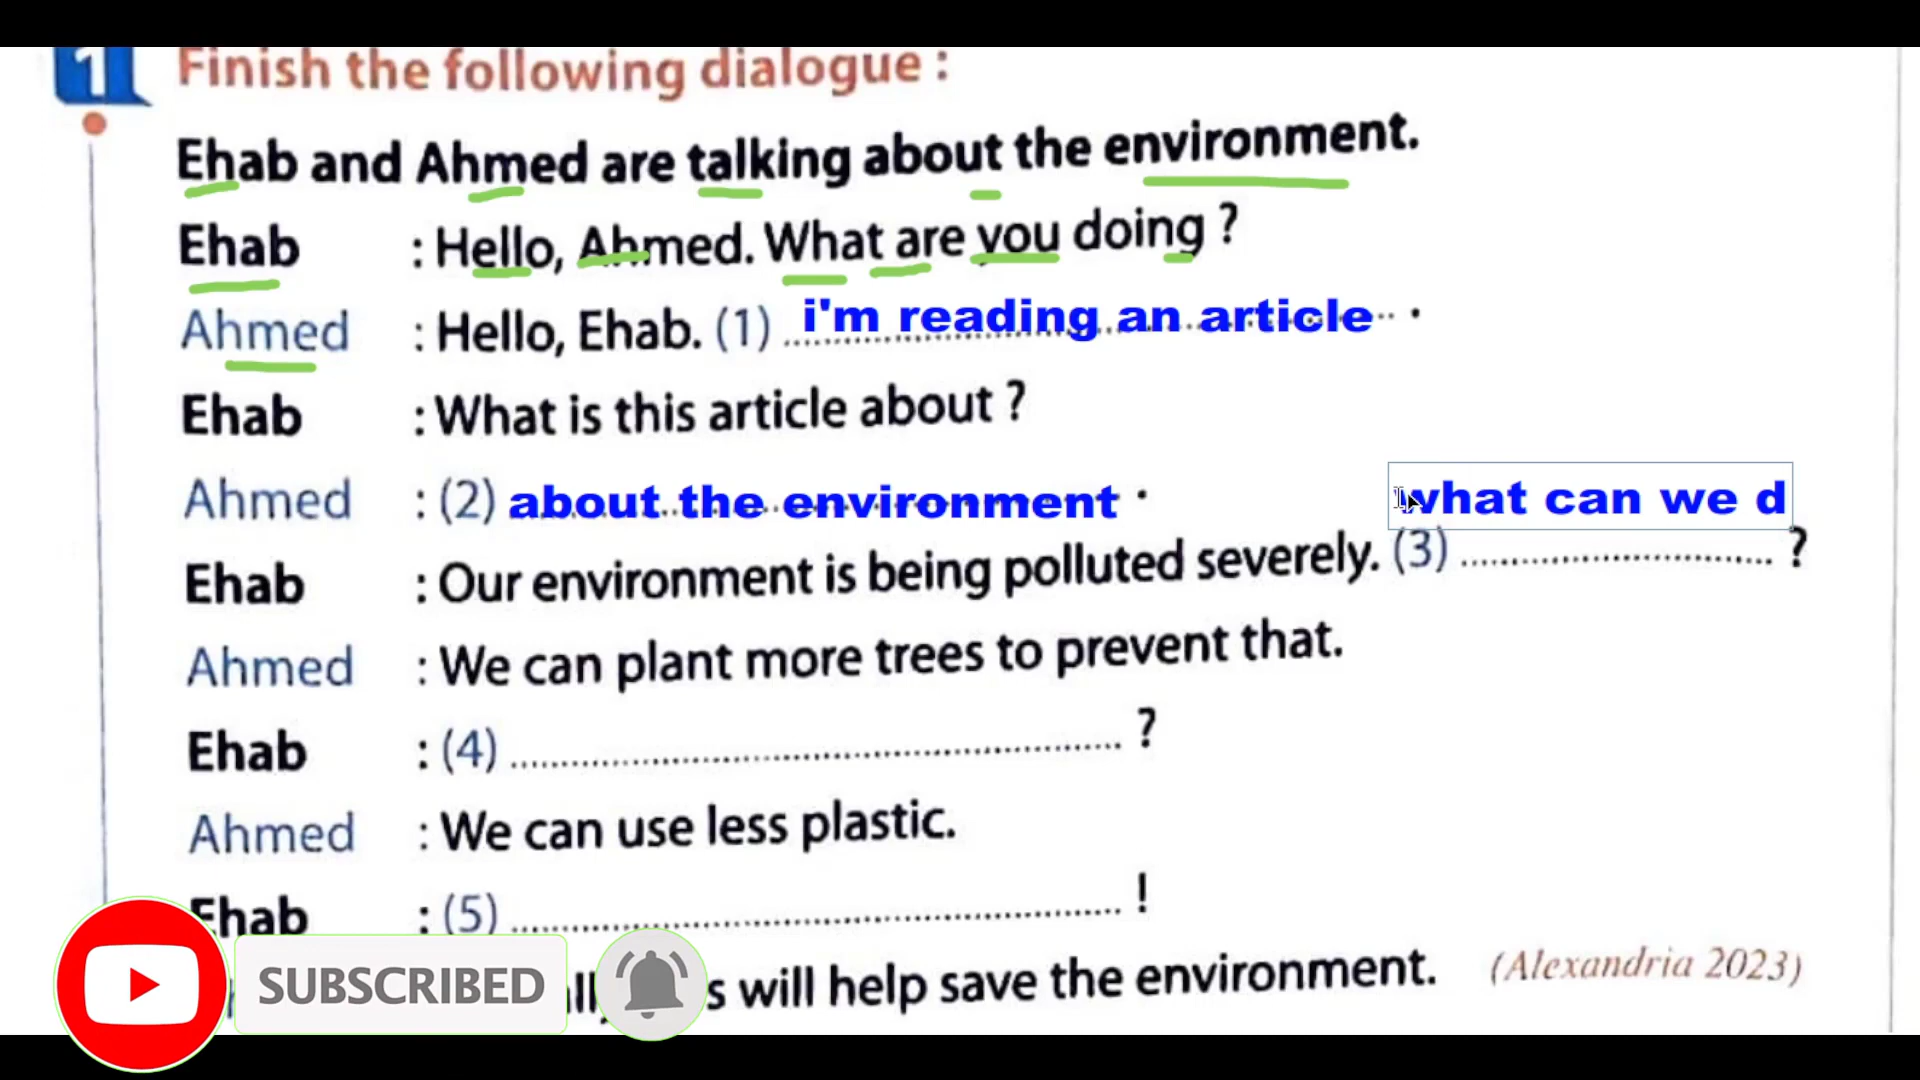 1 Finish the following dialogue :
Ehab and Ahmed are talking about the environment.
Ehab : Hello, Ahmed. What are you doing ?
Ahmed : Hello, Ehab. (1) i'm reading an article .
Ehab : What is this article about ?
Ahmed : (2) about the environment .
what can we d
Ehab : Our environment is being polluted severely. (3) .............................. ?
Ahmed : We can plant more trees to prevent that.
Ehab : (4) .............................. ?
Ahmed : We can use less plastic.
Ehab : (5) .............................. !
will help save the environment. (Alexandria 2023)
SUBSCRIBED